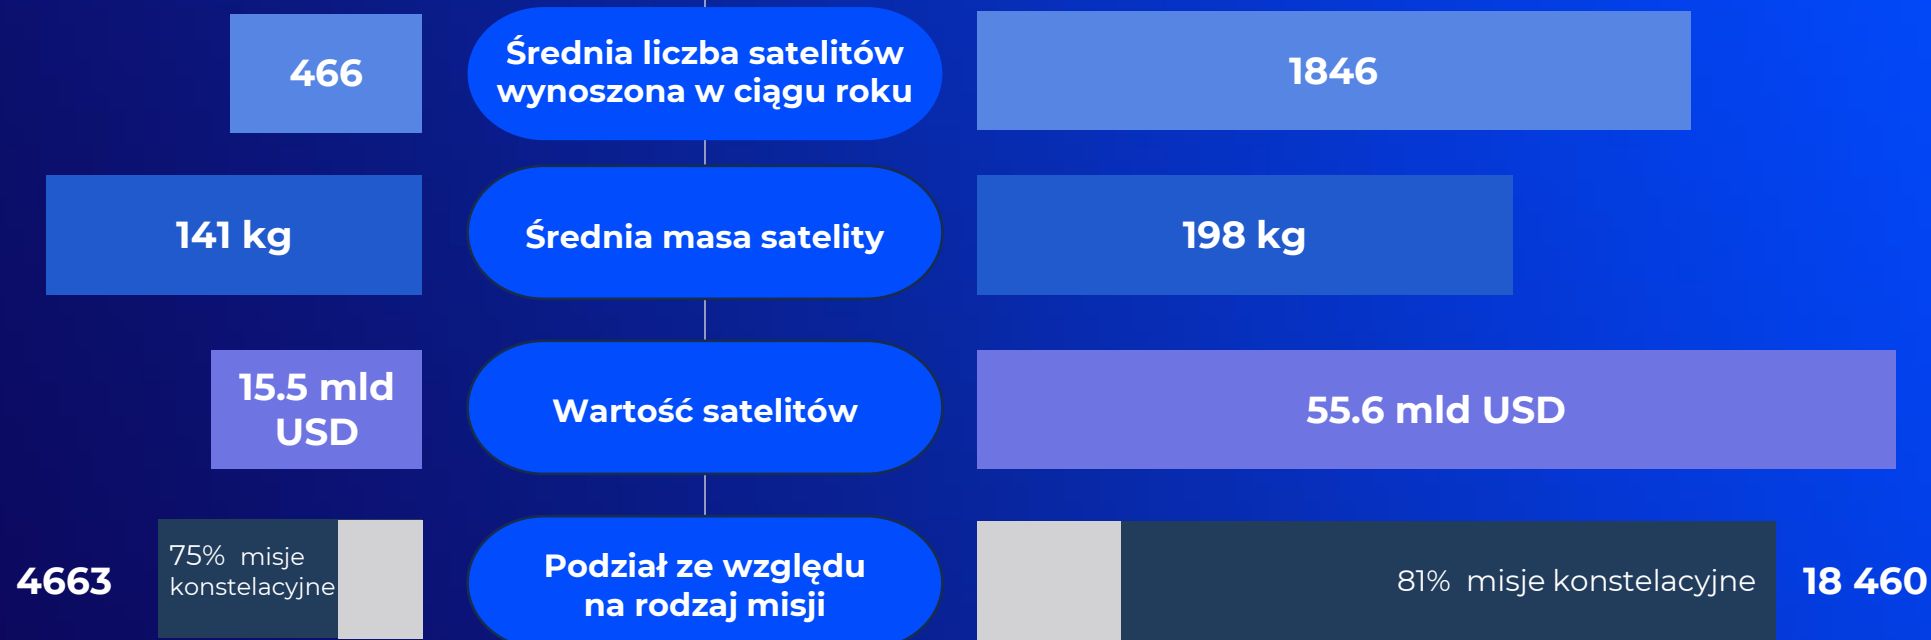 466
Średnia liczba satelitów
wynoszona w ciągu roku
1846
141 kg
Średnia masa satelity
198 kg
15.5 mld
USD
Wartość satelitów
55.6 mld USD
4663
75% misje
konstelacyjne
Podział ze względu
na rodzaj misji
81% misje konstelacyjne
18 460